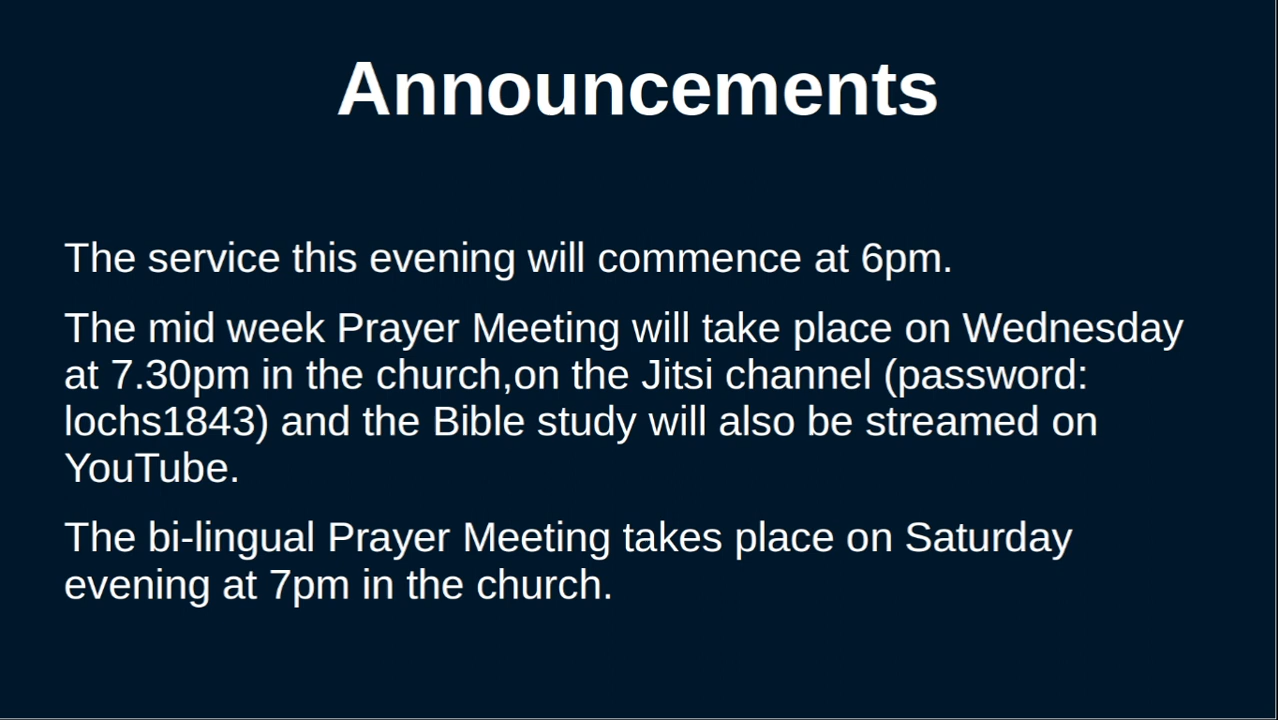 Announcements
The service this evening will commence at 6pm.
The mid week Prayer Meeting will take place on Wednesday
at 7.30pm in the church,on the Jitsi channel (password:
lochs1843) and the Bible study will also be streamed on
YouTube.
The bi-lingual Prayer Meeting takes place on Saturday
evening at 7pm in the church.